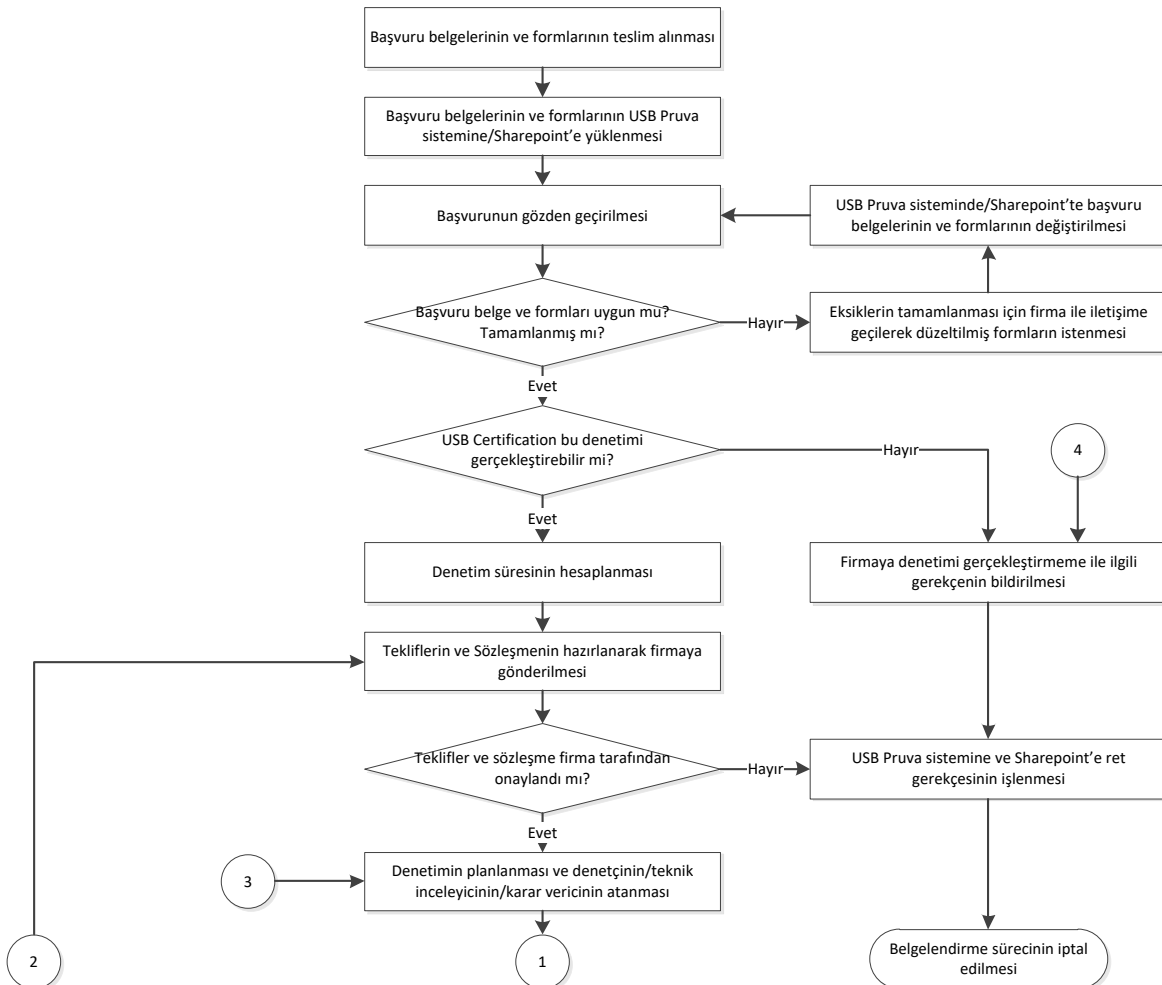 Başvuru belgelerinin ve formlarının teslim alınması
Başvuru belgelerinin ve formlarının USB Pruva
sistemine/Sharepoint’e yüklenmesi
Başvurunun gözden geçirilmesi
USB Pruva sisteminde/Sharepoint’te başvuru
belgelerinin ve formlarının değiştirilmesi
Başvuru belge ve formları uygun mu?
Tamamlanmış mı?
Hayır
Eksiklerin tamamlanması için firma ile iletişime
geçilerek düzeltilmiş formların istenmesi
Evet
USB Certification bu denetimi
gerçekleştirebilir mi?
Hayır
4
Evet
Denetim süresinin hesaplanması
Firmaya denetimi gerçekleştirmeme ile ilgili
gerekçenin bildirilmesi
Tekliflerin ve Sözleşmenin hazırlanarak firmaya
gönderilmesi
Teklifler ve sözleşme firma tarafından
onaylandı mı?
Hayır
USB Pruva sistemine ve Sharepoint’e ret
gerekçesinin işlenmesi
Evet
3
Denetimin planlanması ve denetçinin/teknik
inceleyicinin/karar vericinin atanması
2
1
Belgelendirme sürecinin iptal
edilmesi